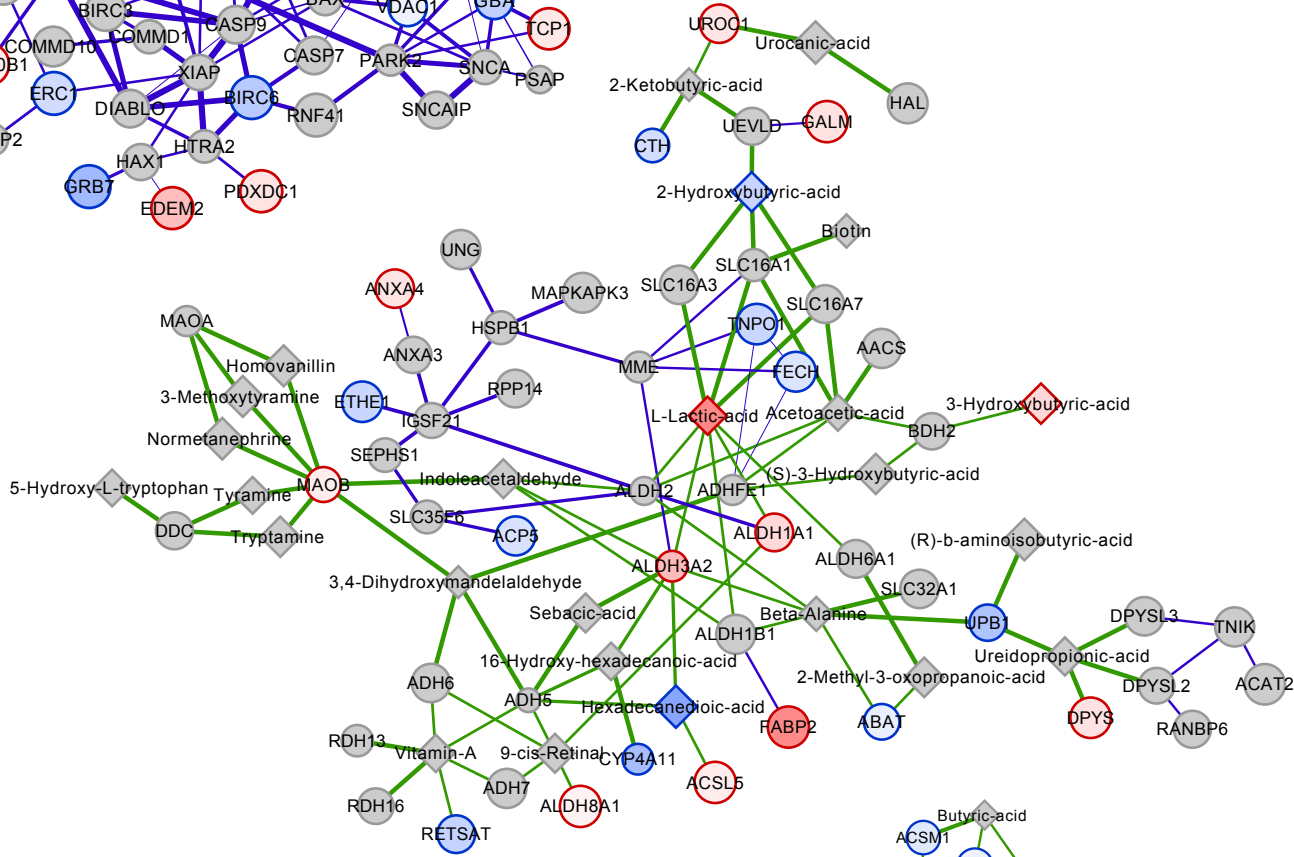 BIRC3
CASP9
BAX
VDAC1
GBA
TCP1
UROC1
Urocanic-acid
COMMD10
COMMD1
CASP7
PARK2
SNCA
PSAP
XIAP
ERC1
DIABLO
BIRC6
RNF41
SNCAIP
2-Ketobutyric-acid
HAL
UEVLD
GALM
CTH
HTRA2
HAX1
GRB7
EDEM2
PDXDC1
2-Hydroxybutyric-acid
Biotin
UNG
SLC16A1
SLC16A3
SLC16A7
ANXA4
MAPKAPK3
MAOA
HSPB1
TNPO1
ANXA3
AACS
Homovanillin
MME
FECH
3-Methoxytyramine
ETHE1
RPP14
IGSF21
L-Lactic-acid
Acetoacetic-acid
3-Hydroxybutyric-acid
BDH2
Normetanephrine
SEPHS1
Indoleacetaldehyde
(S)-3-Hydroxybutyric-acid
5-Hydroxy-L-tryptophan
Tyramine
MAOB
ALDH2
ADHFE1
SLC35F6
DDC
Tryptamine
ACP5
ALDH1A1
ALDH6A1
(R)-b-aminoisobutyric-acid
ALDH3A2
3,4-Dihydroxymandelaldehyde
SLC32A1
Sebacic-acid
Beta-Alanine
UPB1
DPYSL3
TNIK
ALDH1B1
16-Hydroxy-hexadecanoic-acid
Ureidopropionic-acid
2-Methyl-3-oxopropanoic-acid
ADH6
ADH5
Hexadecanedioic-acid
DPYSL2
ACAT2
FABP2
ABAT
DPYS
RANBP6
RDH13
Vitamin-A
9-cis-Retinal
CYP4A11
ADH7
ACSL5
RDH16
ALDH8A1
RETSAT
Butyric-acid
ACSM1